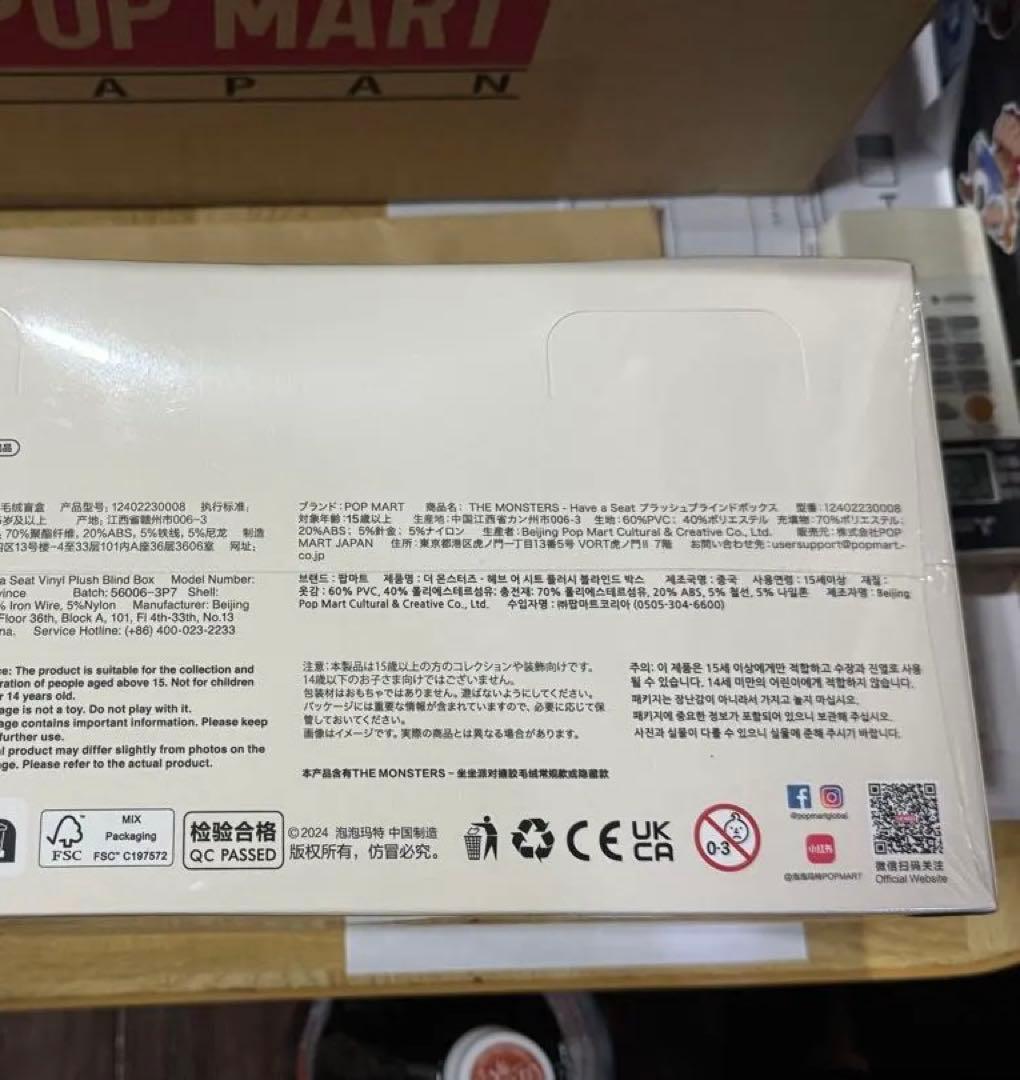 POP MART
JAPAN
毛绒盲盒 产品型号: 12402230008 执行标准:
岁及以上 产地: 江西省赣州市006-3
70%聚酯纤维, 20%ABS, 5%铁线, 5%尼龙 制造
区13号楼-4至33层101内A座36层3606室 网址:
ブランド:POP MART 商品名: THE MONSTERS - Have a Seat プラッシュブラインドボックス 型番:12402230008
対象年齢:15歳以上 生産地:中国江西省カン州市006-3 生地:60%PVC; 40%ポリエステル 充填物:70%ポリエステル;
20%ABS; 5%針金; 5%ナイロン 生産者:Beijing Pop Mart Cultural & Creative Co., Ltd. 販売元:株式会社POP
MART JAPAN 住所:東京都港区虎ノ門一丁目13番5号 VORT虎ノ門II 7階 お問い合わせ先:usersupport@popmart.
co.jp
a Seat Vinyl Plush Blind Box Model Number:
vince Batch: 56006-3P7 Shell:
% Iron Wire, 5%Nylon Manufacturer: Beijing
Floor 36th, Block A, 101, Fl 4th-33th, No.13
na. Service Hotline: (+86) 400-023-2233
브랜드 : 팝마트 제품명 : 더 몬스터즈 - 헤브 어 시트 플러시 블라인드 박스 제조국명 : 중국 사용연령 : 15세이상 재질 :
옷감 : 60% PVC, 40% 폴리에스테르섬유: 충전재: 70% 폴리에스테르섬유, 20% ABS, 5% 철선, 5% 나일론 제조자명 : Beijing
Pop Mart Cultural & Creative Co., Ltd. 수입자명 : ㈜팝마트코리아 (0505-304-6600)
ce: The product is suitable for the collection and
ration of people aged above 15. Not for children
r 14 years old.
age is not a toy. Do not play with it.
age contains important information. Please keep
further use.
l product may differ slightly from photos on the
ge. Please refer to the actual product.
注意:本製品は15歳以上の方のコレクションや装飾向けです。
14歳以下のお子さま向けではございません。
包装材はおもちゃではありません。遊ばないようにしてください。
パッケージには重要な情報が含まれていますので、必要に応じて保
管しておいてください。
画像はイメージです。実際の商品とは異なる場合があります。
주의: 이 제품은 15세 이상에게만 적합하고 수장과 진열로 사용
될 수 있습니다. 14세 미만의 어린이에게 적합하지 않습니다.
패키지는 장난감이 아니라서 가지고 놀지 마십시오.
패키지에 중요한 정보가 포함되어 있으니 보관해 주십시오.
사진과 실물이 다를 수 있으니 실물에 준해 주시기 바랍니다.
本产品含有THE MONSTERS - 坐坐派对搪胶毛绒常规款或隐藏款
FSC
MIX
Packaging
FSC™ C197572
检验合格
QC PASSED
©2024 泡泡玛特 中国制造
版权所有,仿冒必究。
CE
UK
CA
0-3
@popmartglobal
小红书
@泡泡玛特POPMART
微信扫码关注
Official Website